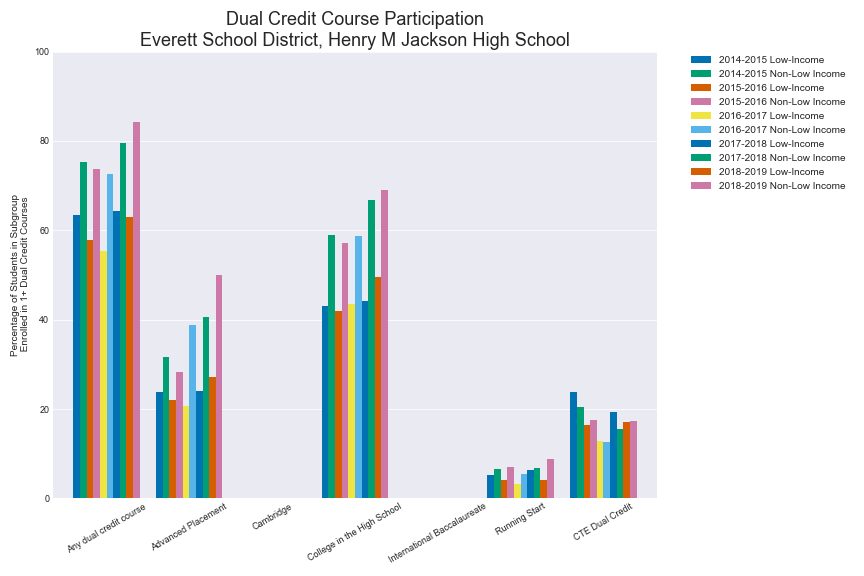 Dual Credit Course Participation
Everett School District, Henry M Jackson High School
Percentage of Students in Subgroup
Enrolled in 1+ Dual Credit Courses
100
80
60
40
20
0
Any dual credit course
Advanced Placement
Cambridge
College in the High School
International Baccalaureate
Running Start
CTE Dual Credit
2014-2015 Low-Income
2014-2015 Non-Low Income
2015-2016 Low-Income
2015-2016 Non-Low Income
2016-2017 Low-Income
2016-2017 Non-Low Income
2017-2018 Low-Income
2017-2018 Non-Low Income
2018-2019 Low-Income
2018-2019 Non-Low Income